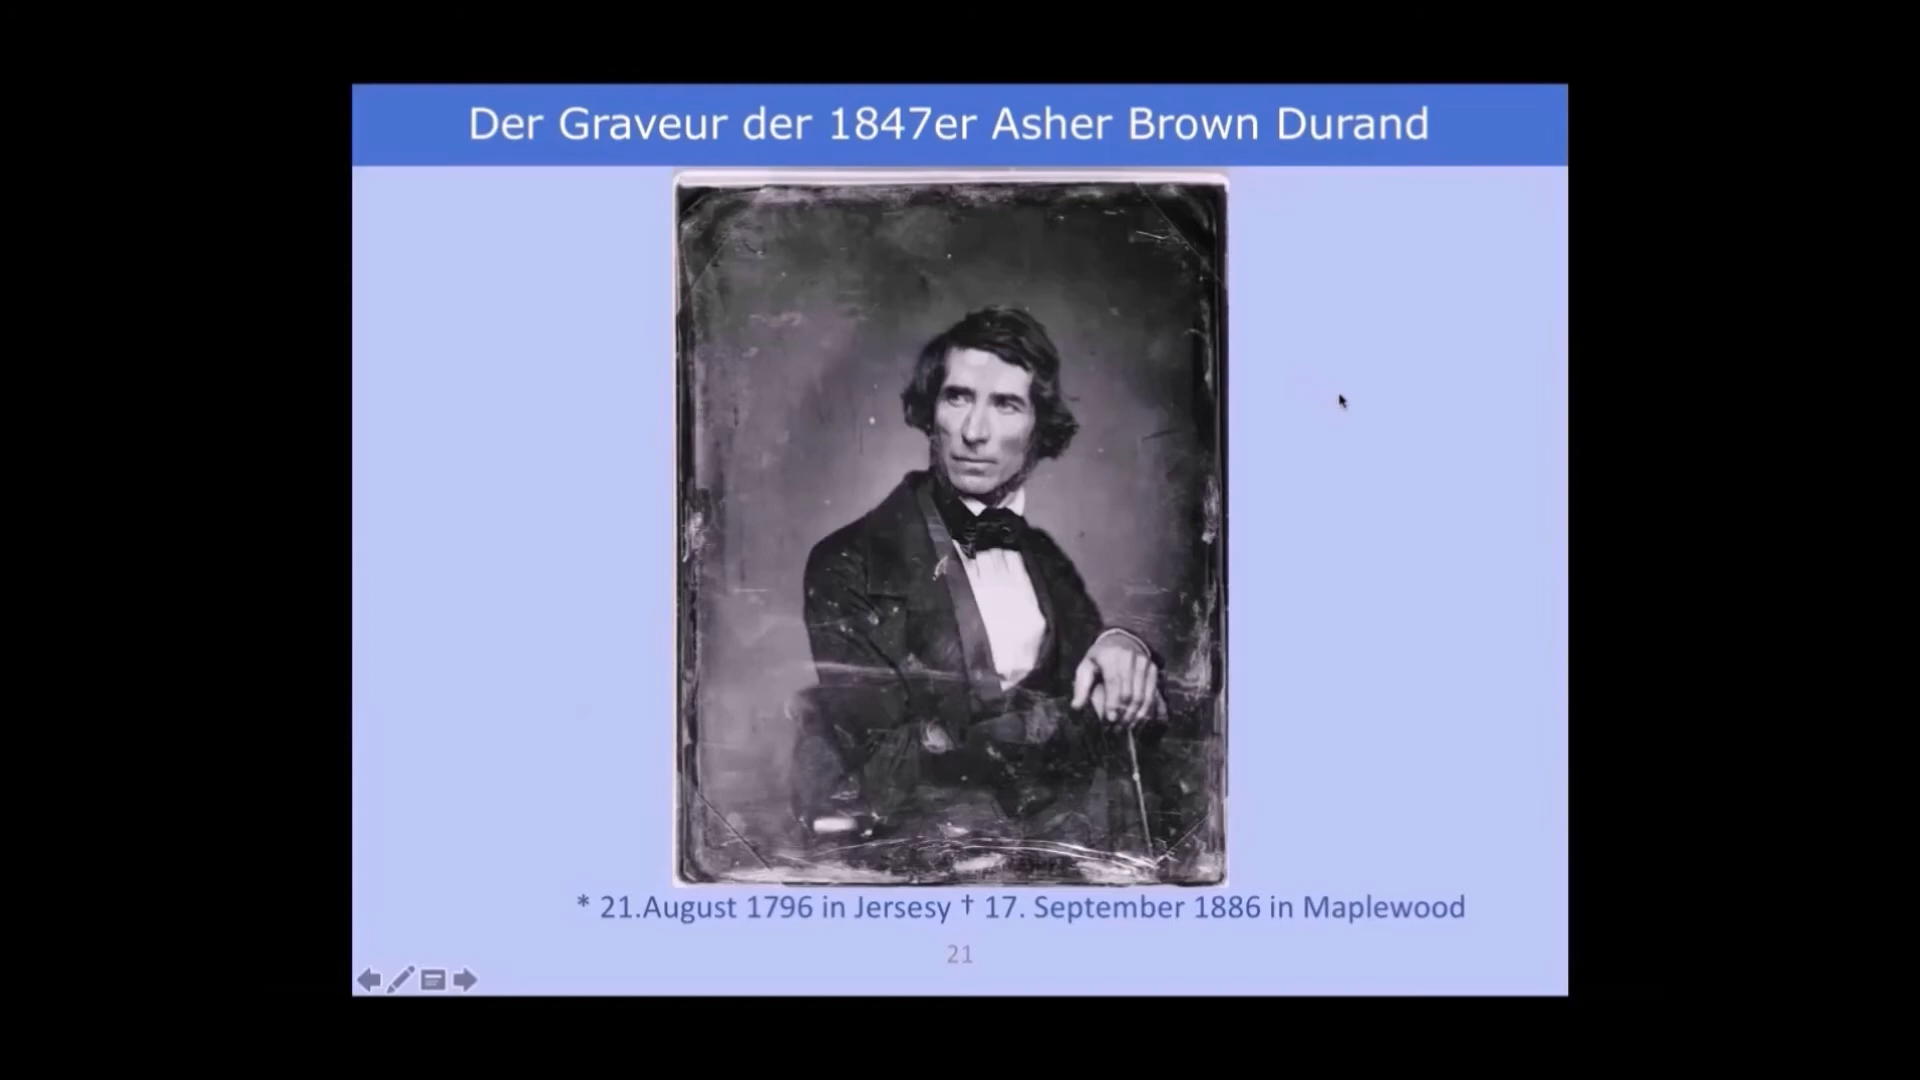 Der Graveur der 1847er Asher Brown Durand
* 21.August 1796 in Jersesy † 17. September 1886 in Maplewood
21